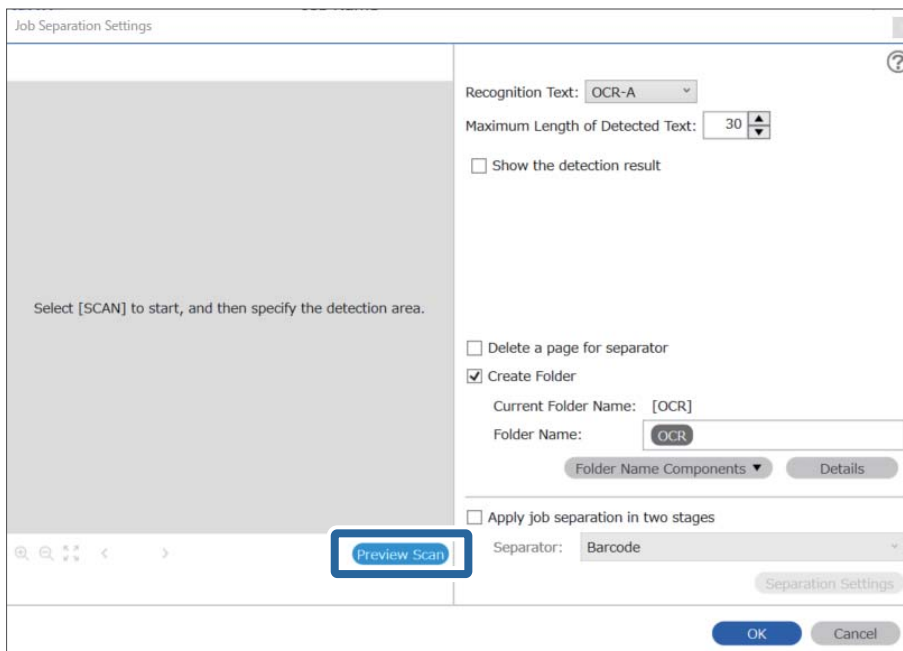 Job Separation Settings
?
Recognition Text: OCR-A
Maximum Length of Detected Text: 30
Show the detection result
Select [SCAN] to start, and then specify the detection area.
Delete a page for separator
Create Folder
Current Folder Name: [OCR]
Folder Name: OCR
Folder Name Components ▼ Details
Apply job separation in two stages
Preview Scan
Separator: Barcode
Separation Settings
OK Cancel